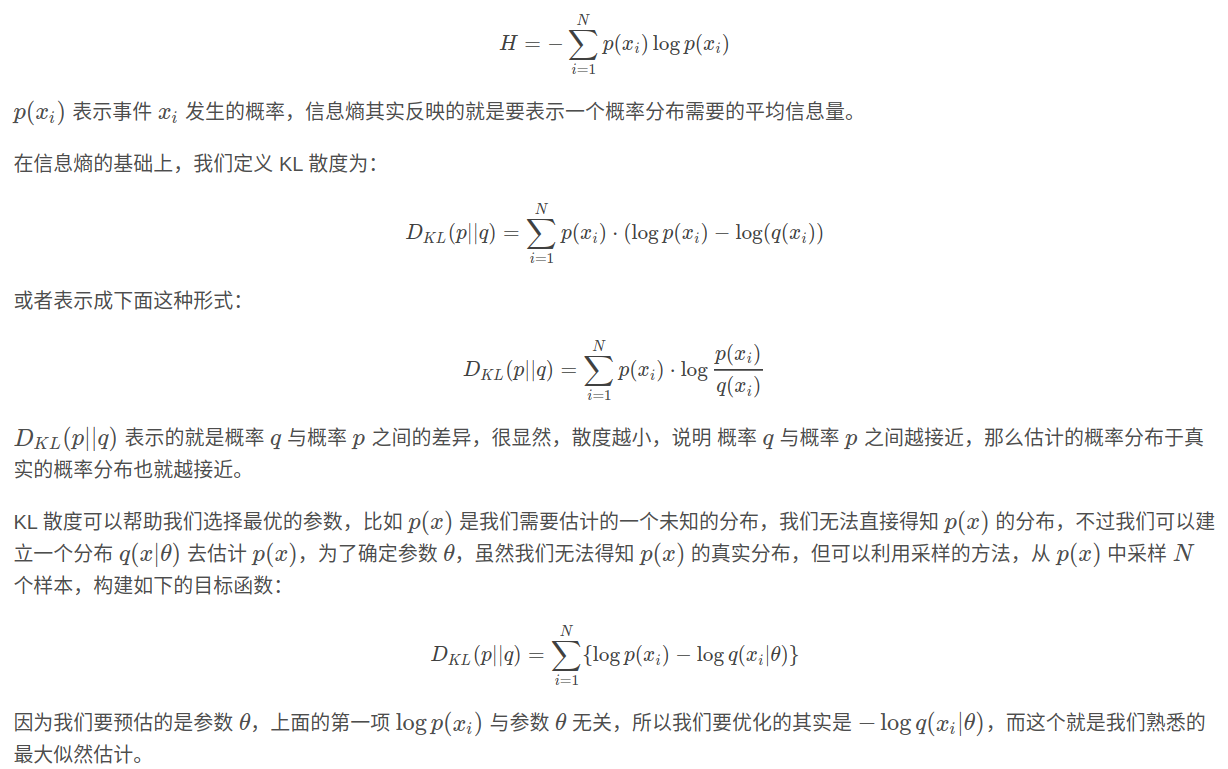 H = −∑_{i=1}^{N} p(x_i) log p(x_i)
p(x_i) 表示事件 x_i 发生的概率，信息熵其实反映的就是要表示一个概率分布需要的平均信息量。
在信息熵的基础上，我们定义 KL 散度为：
D_{KL}(p||q) = ∑_{i=1}^{N} p(x_i) · (log p(x_i) − log(q(x_i))
或者表示成下面这种形式：
D_{KL}(p||q) = ∑_{i=1}^{N} p(x_i) · log \frac{p(x_i)}{q(x_i)}
D_{KL}(p||q) 表示的就是概率 q 与概率 p 之间的差异，很显然，散度越小，说明 概率 q 与概率 p 之间越接近，那么估计的概率分布于真
实的概率分布也就越接近。
KL 散度可以帮助我们选择最优的参数，比如 p(x) 是我们需要估计的一个未知的分布，我们无法直接得知 p(x) 的分布，不过我们可以建
立一个分布 q(x|θ) 去估计 p(x)，为了确定参数 θ，虽然我们无法得知 p(x) 的真实分布，但可以利用采样的方法，从 p(x) 中采样 N
个样本，构建如下的目标函数：
D_{KL}(p||q) = ∑_{i=1}^{N} {log p(x_i) − log q(x_i|θ)}
因为我们要预估的是参数 θ，上面的第一项 log p(x_i) 与参数 θ 无关，所以我们要优化的其实是 − log q(x_i|θ)，而这个就是我们熟悉的
最大似然估计。